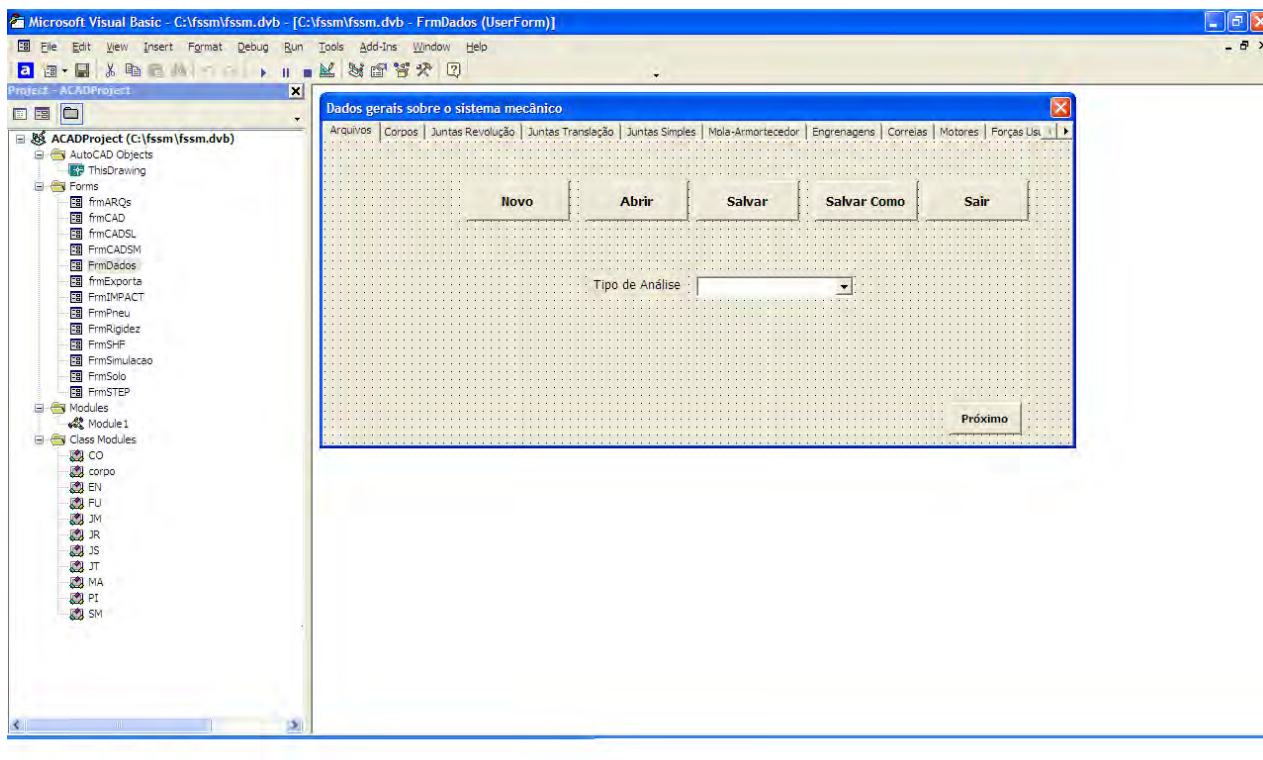 Microsoft Visual Basic - C:\fssm\fssm.dvb - [C:\fssm\fssm.dvb - FrmDados (UserForm)]
File Edit View Insert Format Debug Run Tools Add-Ins Window Help
Project - ACADProject
ACADProject (C:\fssm\fssm.dvb)
AutoCAD Objects
ThisDrawing
Forms
frmARQs
frmCAD
frmCADSL
FrmCADSM
FrmDados
frmExporta
FrmIMPACT
FrmPneu
FrmRigidez
FrmSHF
FrmSimulacao
FrmSolo
FrmSTEP
Modules
Module1
Class Modules
CO
corpo
EN
FU
JM
JR
JS
JT
MA
PI
SM
Dados gerais sobre o sistema mecânico
Arquivos Corpos Juntas Revolução Juntas Translação Juntas Simples Mola-Armortecedor Engrenagens Correias Motores Forças Usu
Novo Abrir Salvar Salvar Como Sair
Tipo de Análise
Próximo